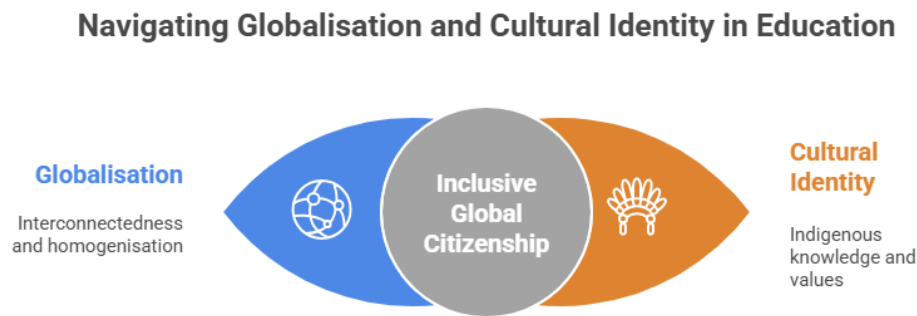 Navigating Globalisation and Cultural Identity in Education
Globalisation
Interconnectedness
and homogenisation
Inclusive
Global
Citizenship
Cultural
Identity
Indigenous
knowledge and
values